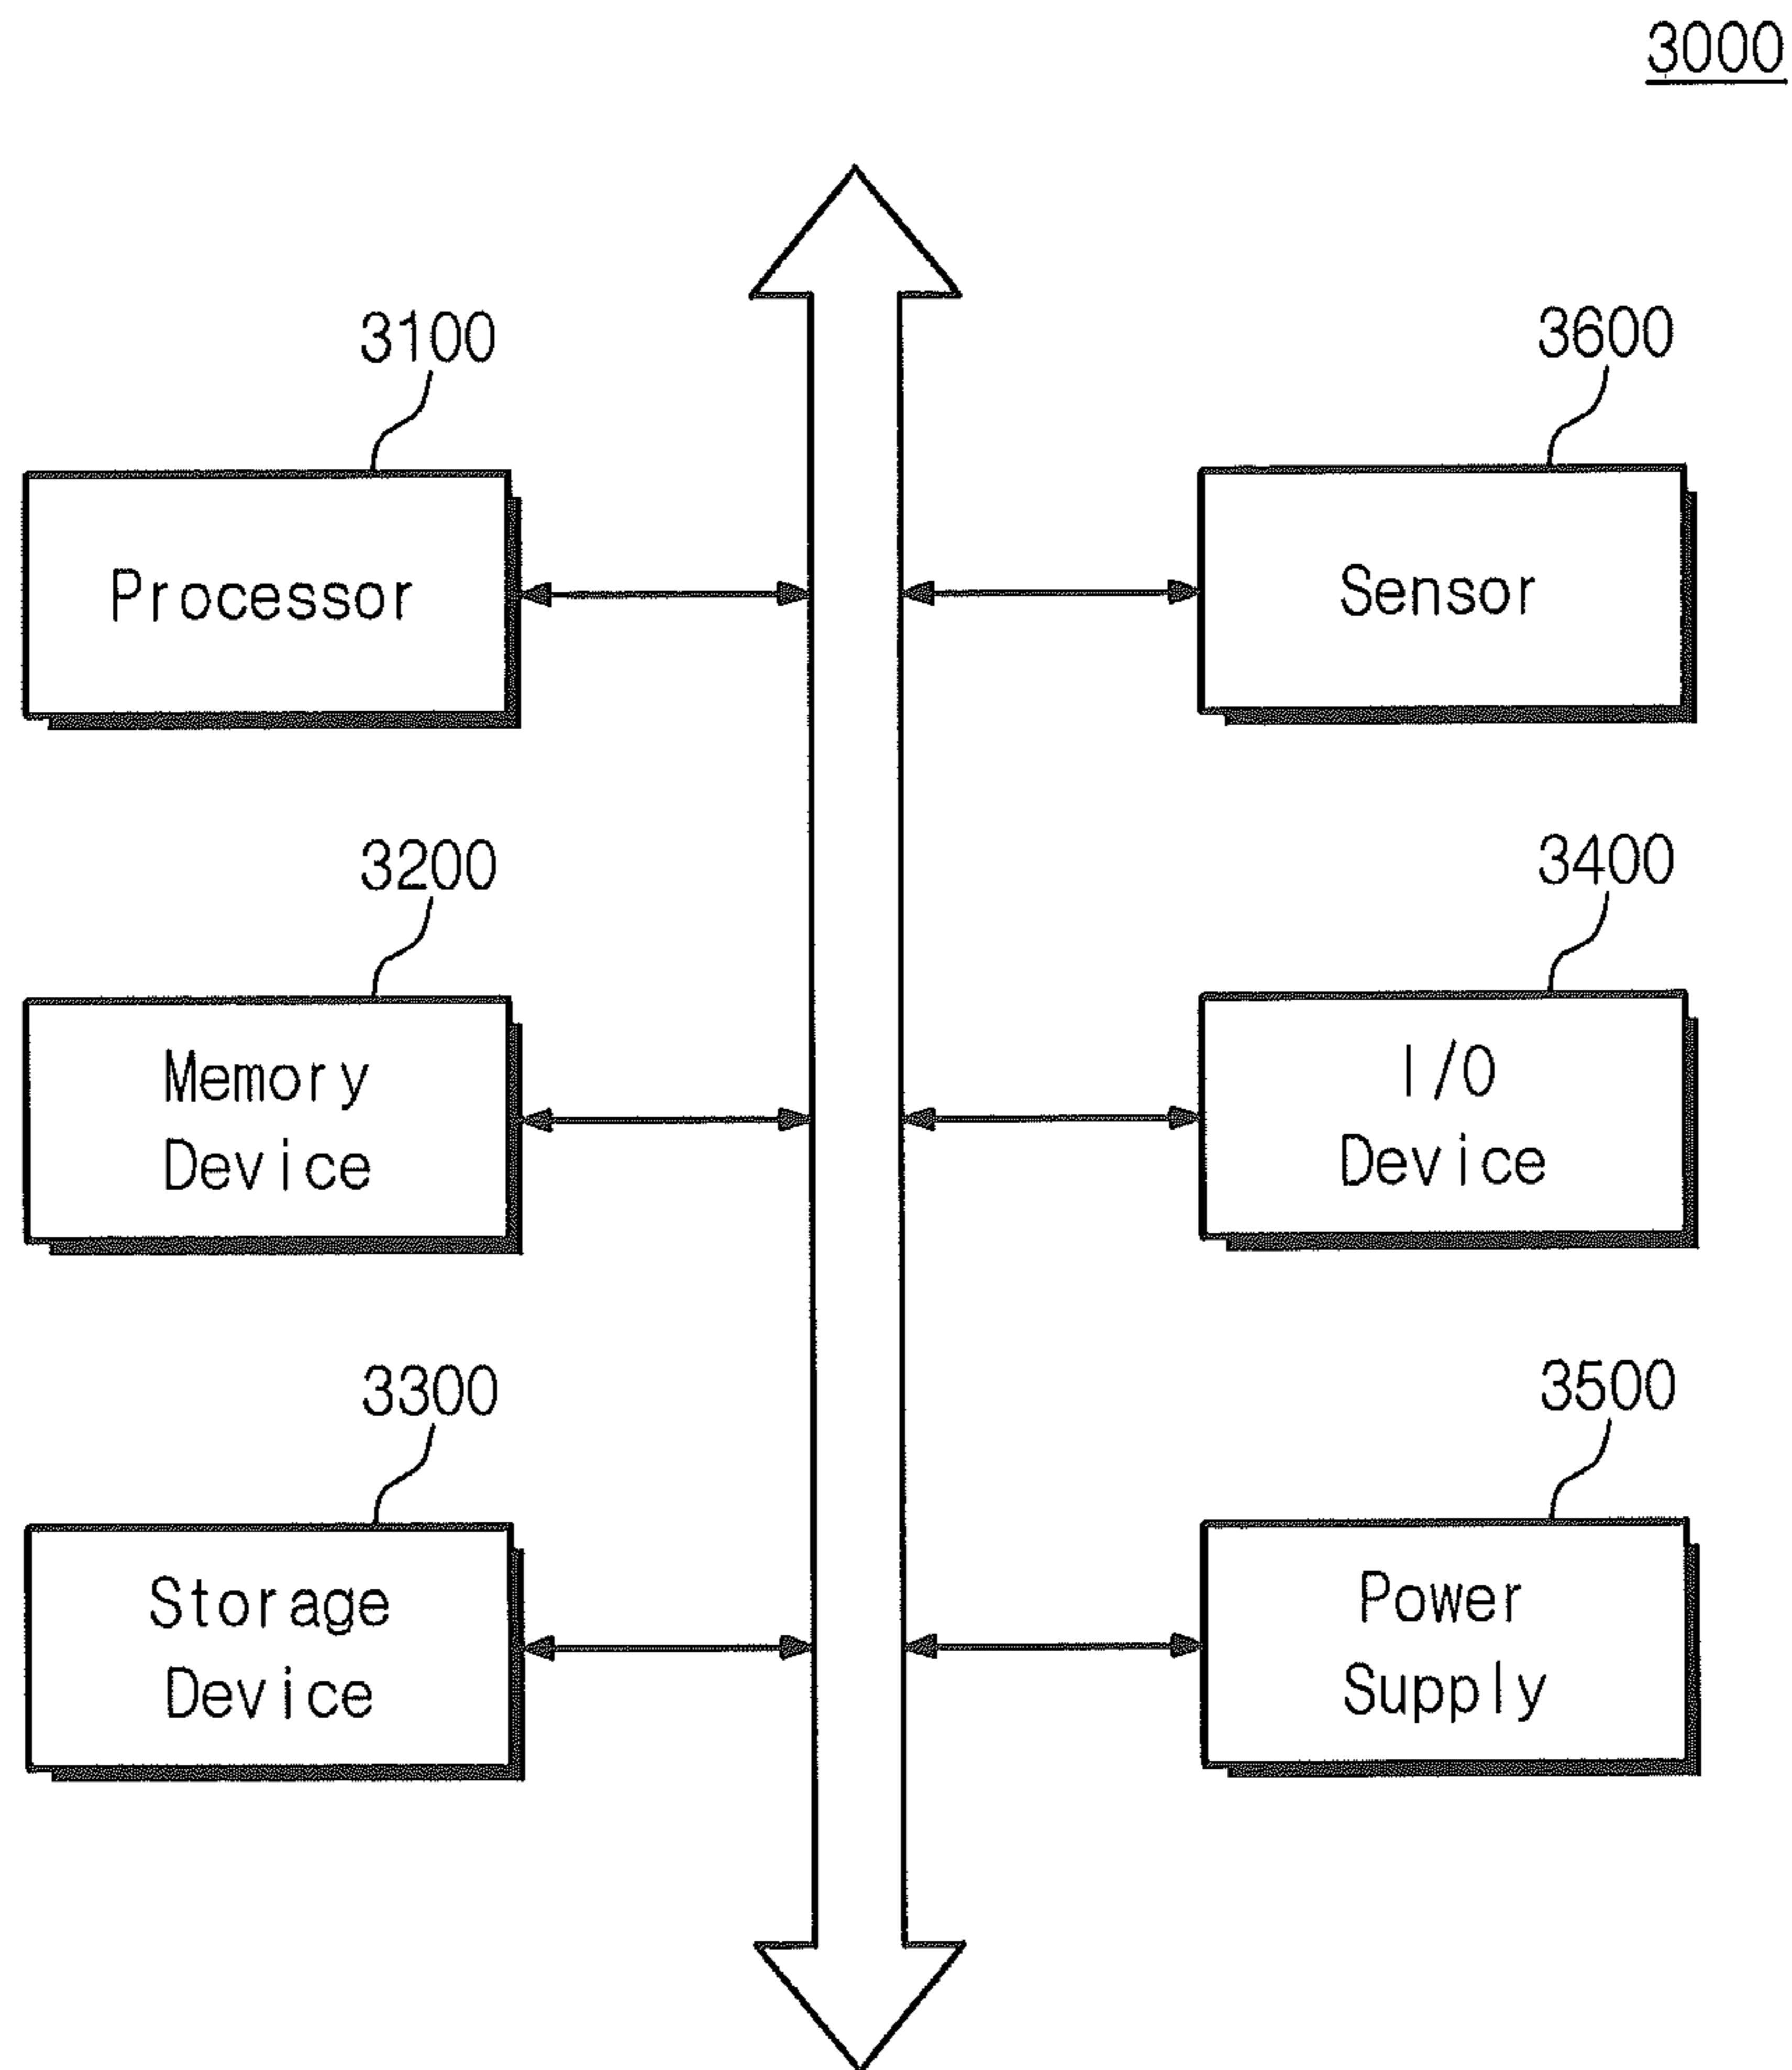 3000
3100
Processor
3600
Sensor
3200
Memory
Device
3400
I/O
Device
3300
Storage
Device
3500
Power
Supply